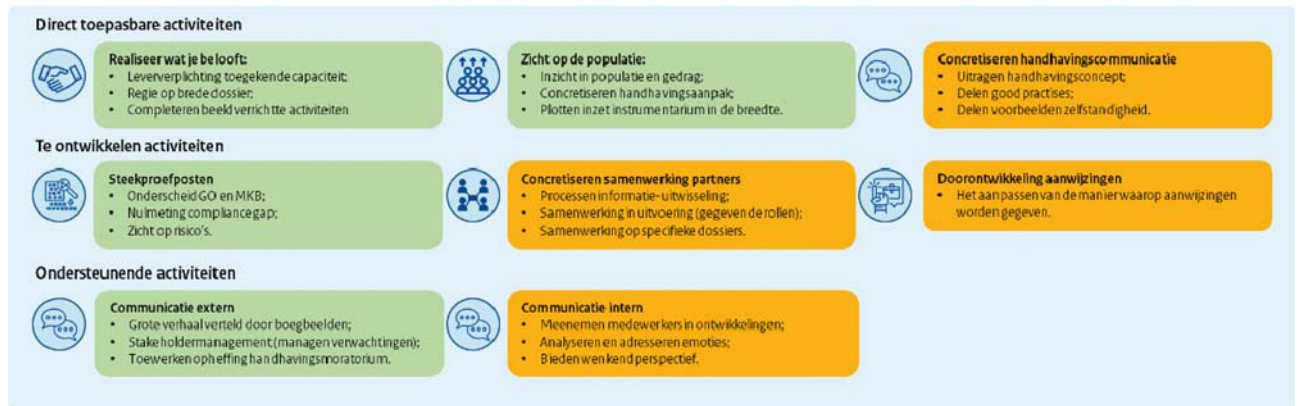 Direct toepasbare activiteiten
Realiseer wat je belooft:
• Leververplichting toegekende capaciteit;
• Regie op brede dossier;
• Completeren beeld verrichtte activiteiten
Zicht op de populatie:
• Inzicht in populatie en gedrag;
• Concretiseren handhavingsaanpak;
• Plotten inzet instrumentarium in de breedte.
Concretiseren handhavingscommunicatie
• Uitdragen handhavingsconcept;
• Delen good practises;
• Delen voorbeelden zelfstandigheid.
Te ontwikkelen activiteiten
Steekproefposten
• Onderscheid GO en MKB;
• Nulmeting compliancegap;
• Zicht op risico's.
Concretiseren samenwerking partners
• Processen informatie-uitwisseling;
• Samenwerking in uitvoering (gegeven de rollen);
• Samenwerking op specifieke dossiers.
Doorontwikkeling aanwijzingen
• Het aanpassen van de manier waarop aanwijzingen
worden gegeven.
Ondersteunende activiteiten
Communicatie extern
• Grote verhaal verteld door boegbeelden;
• Stakeholdermanagement (managen verwachtingen);
• Toewerken opheffing handhavingsmoratorium.
Communicatie intern
• Meenemen medewerkers in ontwikkelingen;
• Analyseren en adresseren emoties;
• Bieden wenkend perspectief.